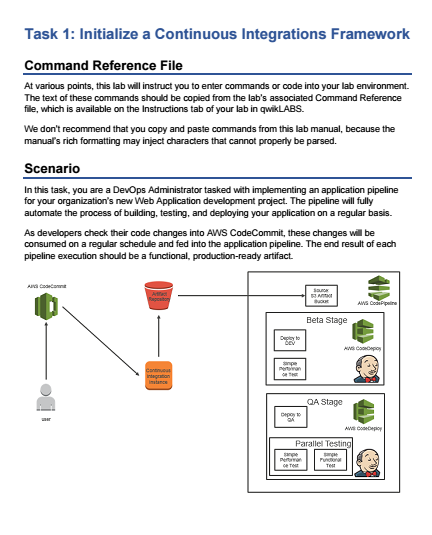 Task 1: Initialize a Continuous Integrations Framework
Command Reference File
At various points, this lab will instruct you to enter commands or code into your lab environment.
The text of these commands should be copied from the lab's associated Command Reference
file, which is available on the Instructions tab of your lab in qwikLABS.
We don't recommend that you copy and paste commands from this lab manual, because the
manual's rich formatting may inject characters that cannot properly be parsed.
Scenario
In this task, you are a DevOps Administrator tasked with implementing an application pipeline
for your organization's new Web Application development project. The pipeline will fully
automate the process of building, testing, and deploying your application on a regular basis.
As developers check their code changes into AWS CodeCommit, these changes will be
consumed on a regular schedule and fed into the application pipeline. The end result of each
pipeline execution should be a functional, production-ready artifact.
AWS CodeCommit
Artifact
Repository
Source:
S3 Artifact
Bucket
AWS CodePipeline
Beta Stage
Deploy to
DEV
AWS CodeDeploy
Simple
Performan
ce Test
Continuous
Integration
Instance
user
QA Stage
Deploy to
QA
AWS CodeDeploy
Parallel Testing
Simple
Performan
ce Test
Simple
Functional
Test